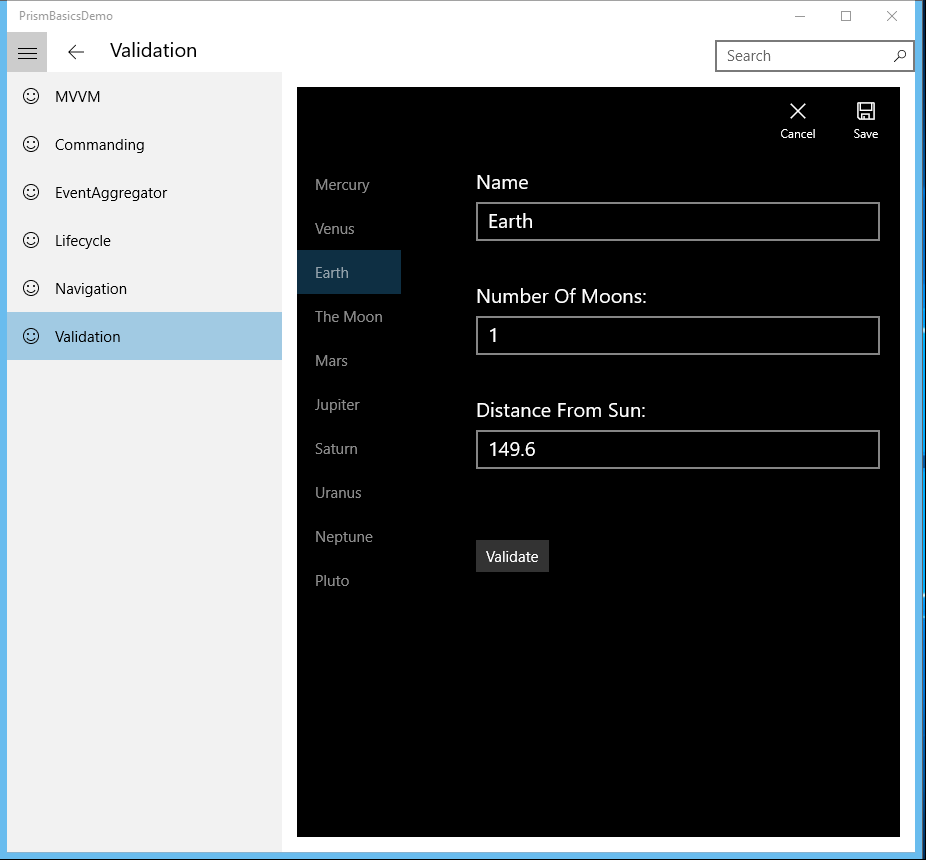 PrismBasicsDemo
Validation
Search
MVVM
Commanding
EventAggregator
Lifecycle
Navigation
Validation
Cancel
Save
Mercury
Venus
Earth
The Moon
Mars
Jupiter
Saturn
Uranus
Neptune
Pluto
Name
Earth
Number Of Moons:
1
Distance From Sun:
149.6
Validate